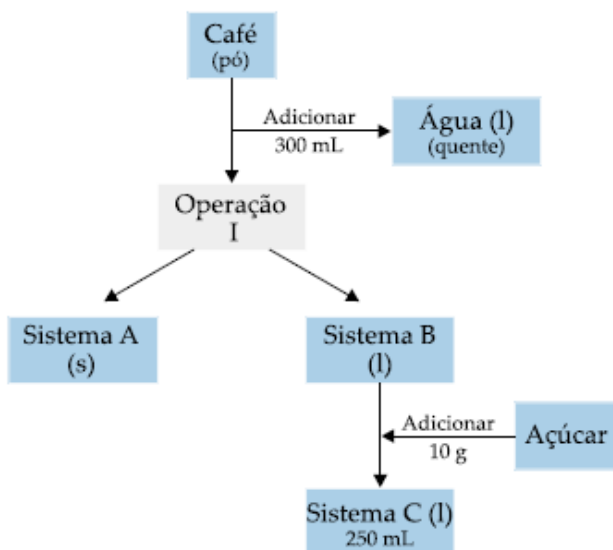 Café
(pó)
Adicionar
300 mL
Água (l)
(quente)
Operação
I
Sistema A
(s)
Sistema B
(l)
Adicionar
10 g
Açúcar
Sistema C (l)
250 mL